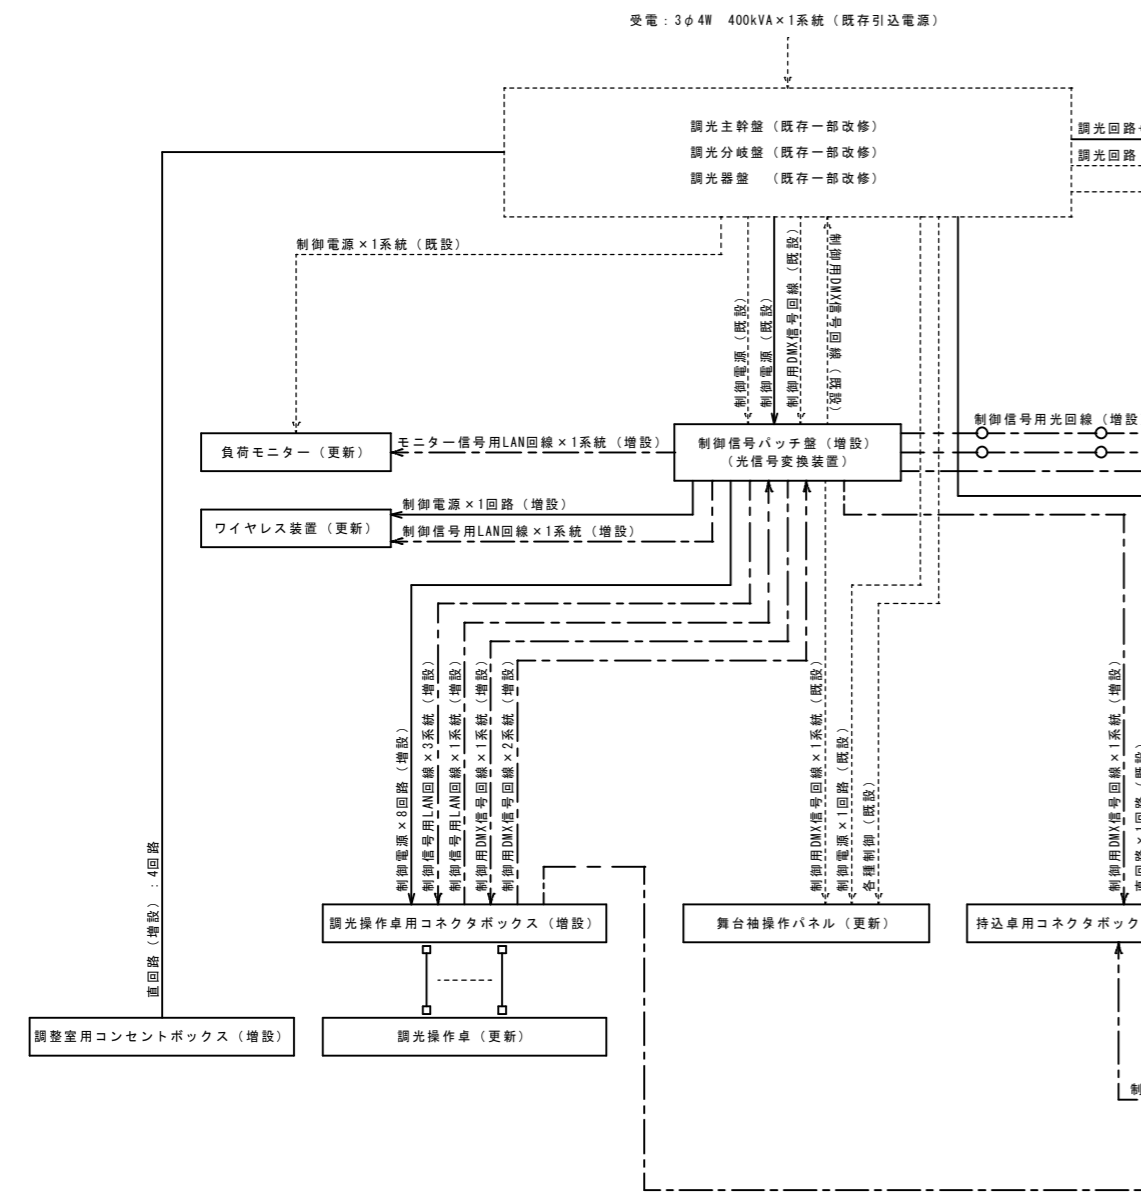 受電：3φ4W 400kVA×1系統（既存引込電源）
調光主幹盤（既存一部改修）
調光分岐盤（既存一部改修）
調光器盤 （既存一部改修）
調光回路
調光回路
制御電源×1系統（既設）
制御電源（既設）
制御電源（既設）
制御用DMX信号回線（既設）
制御用DMX信号回線（既設）
制御信号用光回線（増設
負荷モニター（更新）
モニター信号用LAN回線×1系統（増設）
制御信号パッチ盤（増設）
（光信号変換装置）
ワイヤレス装置（更新）
制御電源×1回路（増設）
制御信号用LAN回線×1系統（増設）
制御電源×8回路（増設）
制御信号用LAN回線×3系統（増設）
制御信号用LAN回線×1系統（増設）
制御用DMX信号回線×1系統（増設）
制御用DMX信号回線×2系統（増設）
制御用DMX信号回線×1系統（既設）
制御電源×1回路（既設）
各種制御（既設）
制御用DMX信号回線×1系統（増設）
直回路×1回路（既設）
直回路（増設）：4回路
調光操作卓用コネクタボックス（増設）
舞台袖操作パネル（更新）
持込卓用コネクタボック
調整室用コンセントボックス（増設）
調光操作卓（更新）
制